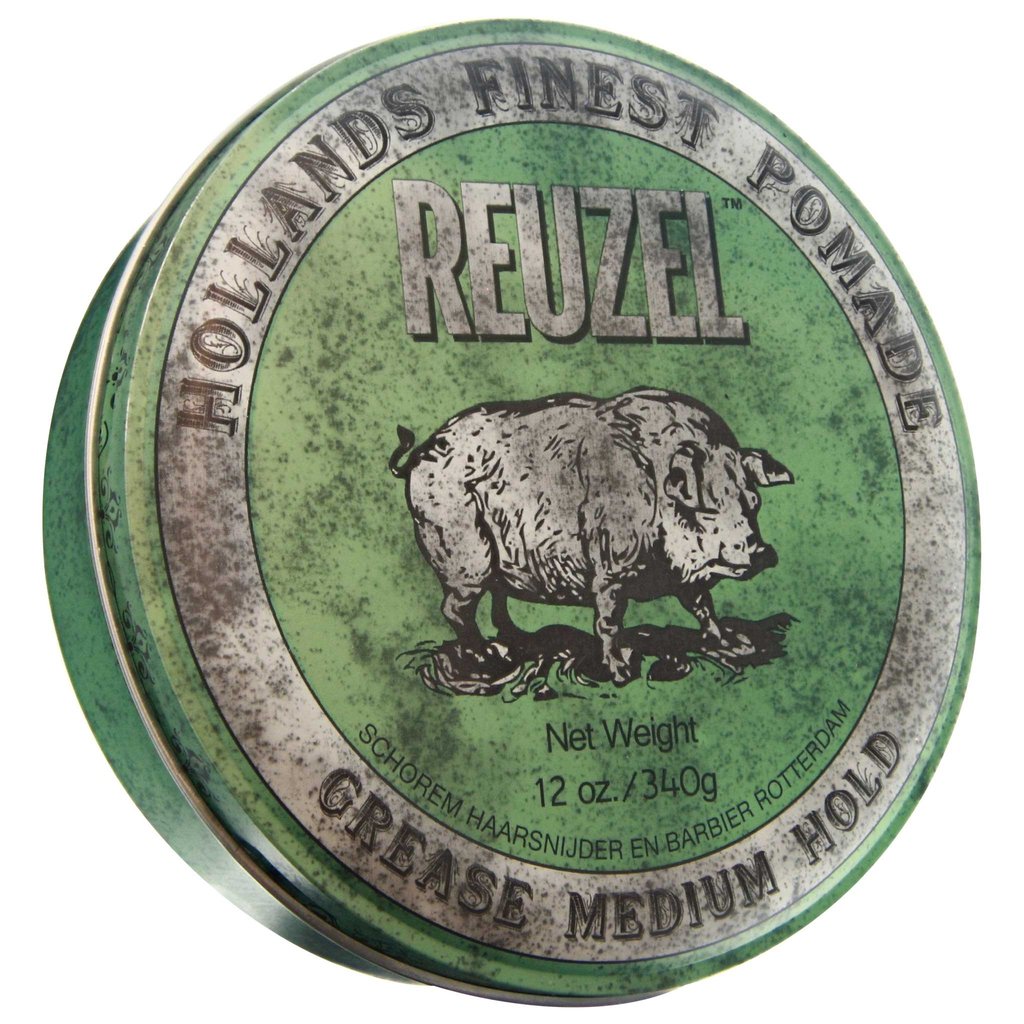 HOLLANDS FINEST POMADE
REUZEL™
Net Weight
12 oz./340g
SCHOREM HAARSNIJDER EN BARBIER ROTTERDAM
GREASE MEDIUM HOLD